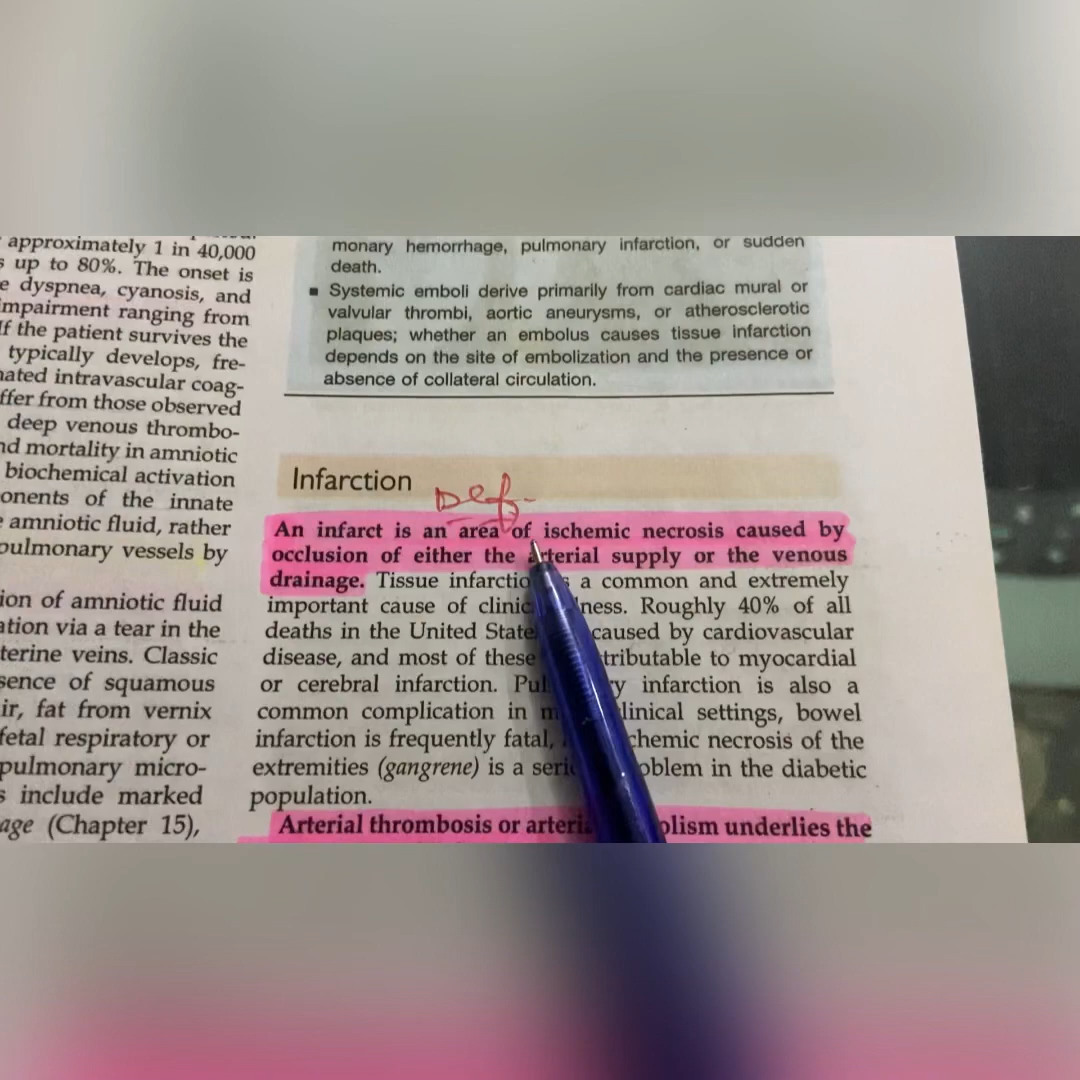 approximately 1 in 40,000
up to 80%. The onset is
dyspnea, cyanosis, and
impairment ranging from
If the patient survives the
typically develops, fre-
nated intravascular coag-
ffer from those observed
deep venous thrombo-
nd mortality in amniotic
biochemical activation
onents of the innate
amniotic fluid, rather
pulmonary vessels by
ion of amniotic fluid
ation via a tear in the
terine veins. Classic
sence of squamous
ir, fat from vernix
fetal respiratory or
pulmonary micro-
s include marked
age (Chapter 15),
monary hemorrhage, pulmonary infarction, or sudden
death.
■ Systemic emboli derive primarily from cardiac mural or
valvular thrombi, aortic aneurysms, or atherosclerotic
plaques; whether an embolus causes tissue infarction
depends on the site of embolization and the presence or
absence of collateral circulation.
Infarction
Def-
An infarct is an area of ischemic necrosis caused by
occlusion of either the arterial supply or the venous
drainage. Tissue infarctio a common and extremely
important cause of clinic lness. Roughly 40% of all
deaths in the United State caused by cardiovascular
disease, and most of these tributable to myocardial
or cerebral infarction. Pul y infarction is also a
common complication in m linical settings, bowel
infarction is frequently fatal, chemic necrosis of the
extremities (gangrene) is a seri oblem in the diabetic
population.
Arterial thrombosis or arteri olism underlies the